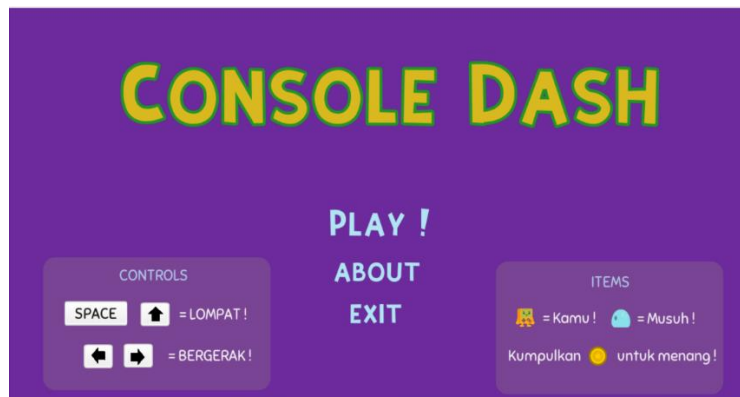 CONSOLE DASH
PLAY !
ABOUT
EXIT
CONTROLS
SPACE = LOMPAT !
= BERGERAK !
ITEMS
= Kamu ! = Musuh !
Kumpulkan untuk menang !